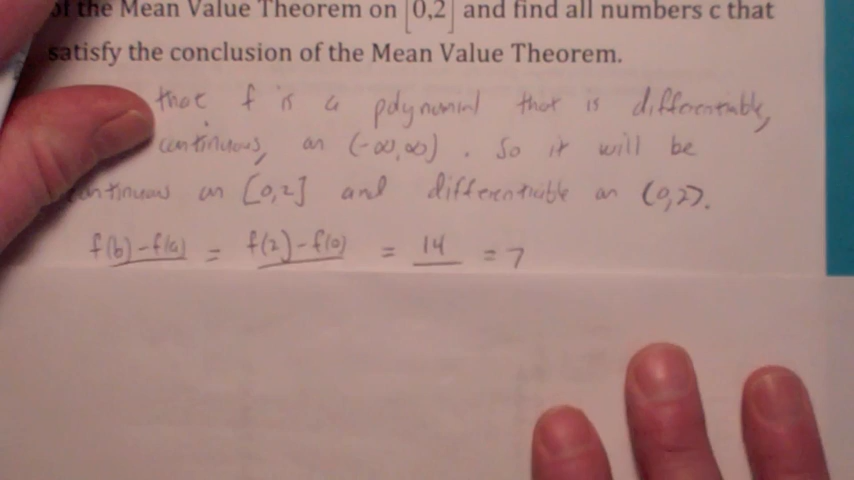 of the Mean Value Theorem on [0,2] and find all numbers c that
satisfy the conclusion of the Mean Value Theorem.
that f is a polynomial that is differentiable,
continuous, on (-∞,∞). So it will be
continuous on [0,2] and differentiable on (0,2).
f(b)-f(a) = f(2)-f(0) = 14 = 7